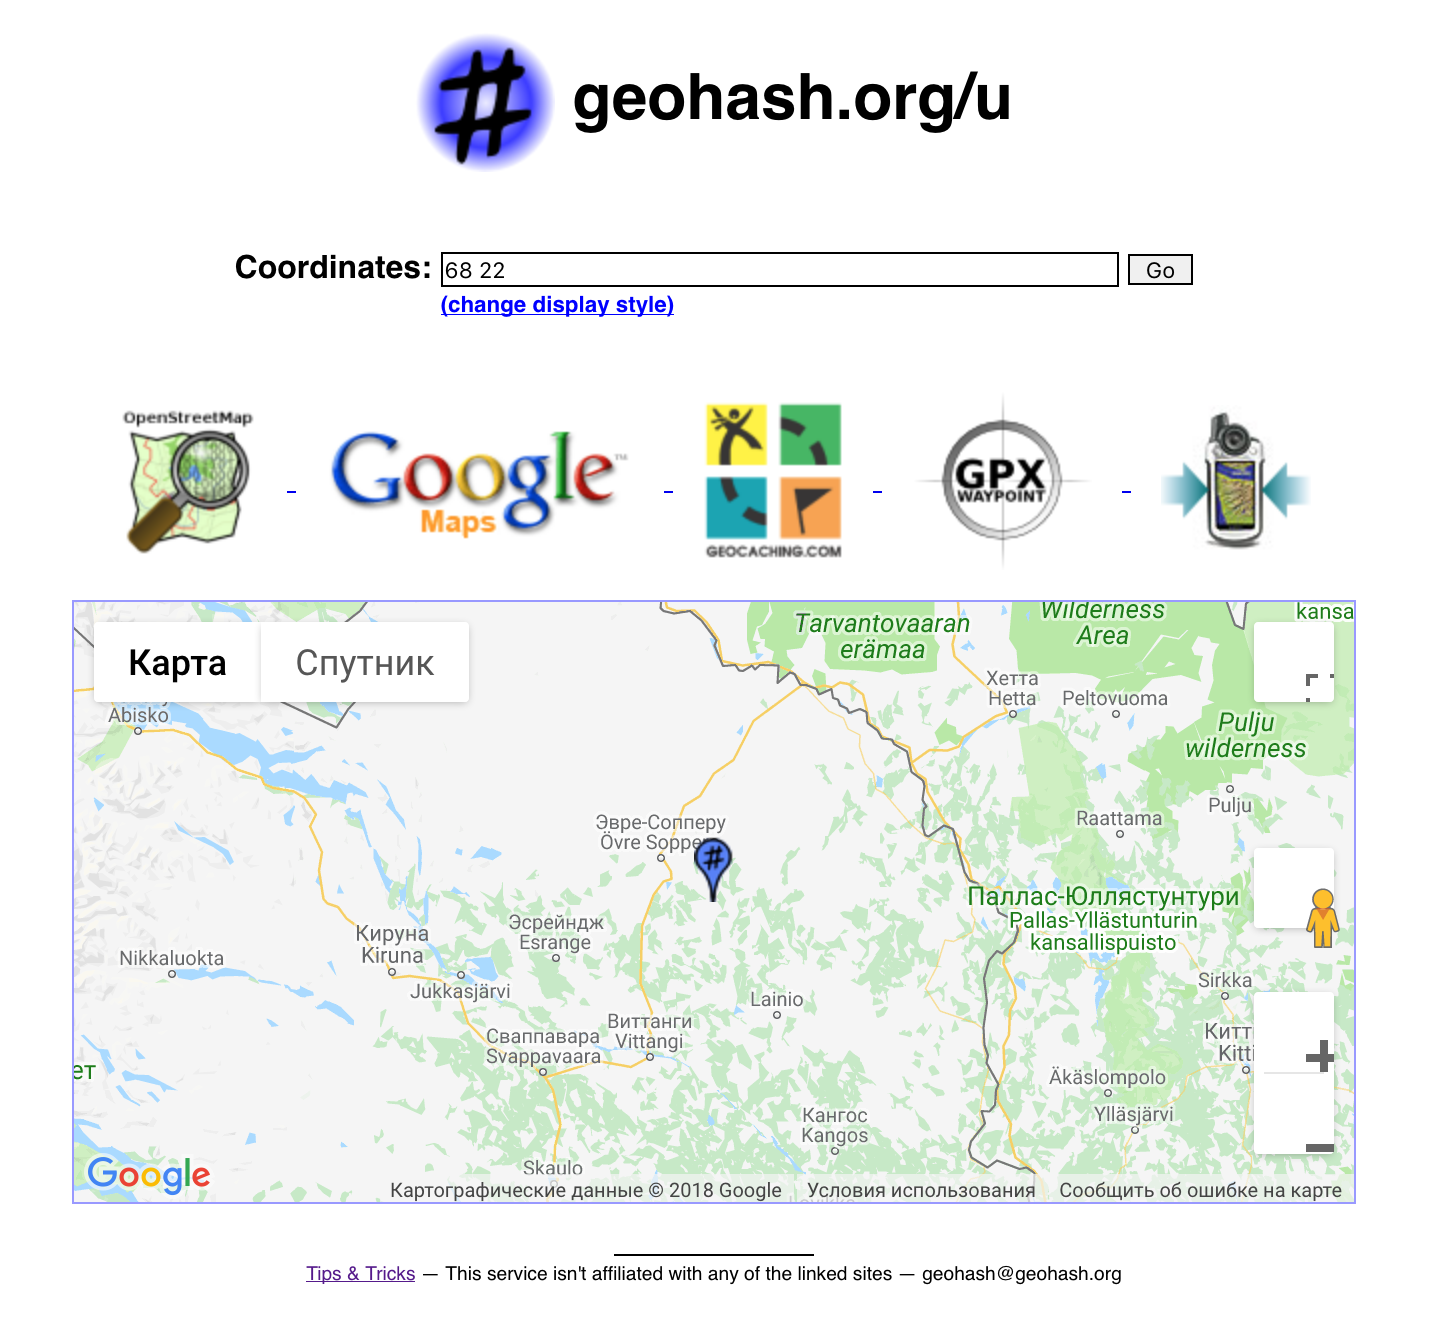 geohash.org/u
Coordinates: 68 22 Go
(change display style)
OpenStreetMap
Google™
Maps
GEOCACHING.COM
GPX
WAYPOINT
Карта Спутник
Tarvantovaaran
erämaa
Wilderness
Area
kansa
Abisko
Хетта
Hetta
Peltovuoma
Pulju
wilderness
Pulju
Raattama
Эвре-Сопперу
Övre Sopper
#
Паллас-Юллястунтури
Pallas-Yllästunturin
kansallispuisto
Эсрейндж
Esrange
Кируна
Kiruna
Nikkaluokta
Jukkasjärvi
Sirkka
Lainio
Виттанги
Vittangi
Сваппавара
Svappavaara
Китт
Kitti
ет
Äkäslompolo
Ylläsjärvi
Кангос
Kangos
Skaulo
Google
Картографические данные © 2018 Google Условия использования Сообщить об ошибке на карте
Tips & Tricks — This service isn't affiliated with any of the linked sites — geohash@geohash.org